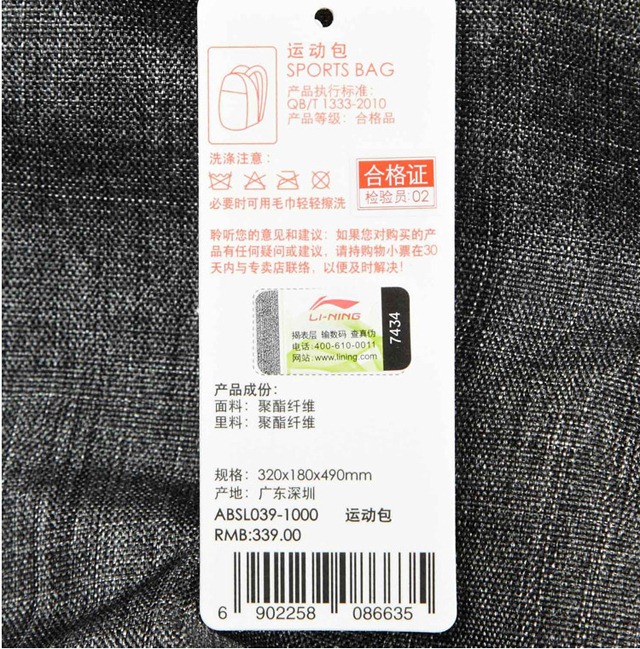 运动包
SPORTS BAG
产品执行标准:
QB/T 1333-2010
产品等级: 合格品
洗涤注意:
必要时可用毛巾轻轻擦洗
合格证
检验员:02
聆听您的意见和建议: 如果您对购买的产
品有任何疑问或建议, 请持购物小票在30
天内与专卖店联络, 以便及时解决!
LI-NING
揭表层 输数码 查真伪
电话:400-610-0011
网站:www.lining.com
7434
产品成份:
面料: 聚酯纤维
里料: 聚酯纤维
规格: 320x180x490mm
产地: 广东深圳
ABSL039-1000 运动包
RMB:339.00
6 902258 086635